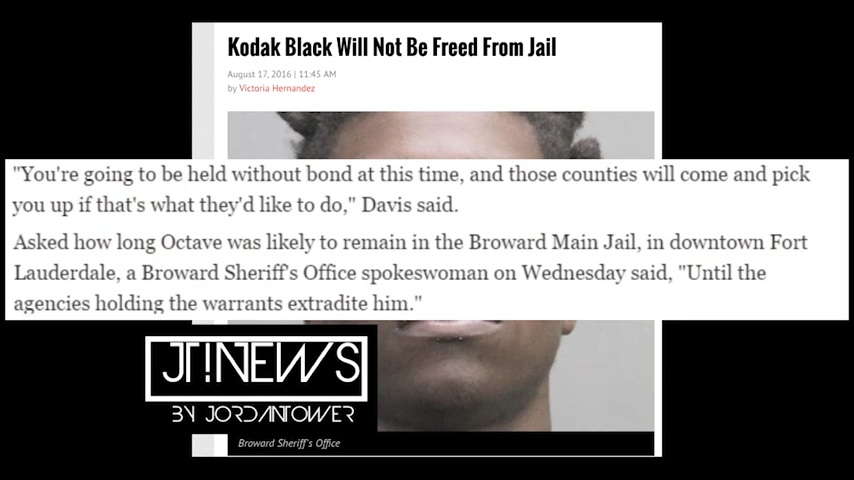 Kodak Black Will Not Be Freed From Jail
August 17, 2016 | 11:45 AM
by Victoria Hernandez
"You're going to be held without bond at this time, and those counties will come and pick
you up if that's what they'd like to do," Davis said.
Asked how long Octave was likely to remain in the Broward Main Jail, in downtown Fort
Lauderdale, a Broward Sheriff's Office spokeswoman on Wednesday said, "Until the
agencies holding the warrants extradite him."
JT!NEWS
BY JORDANTOWER
Broward Sheriff's Office